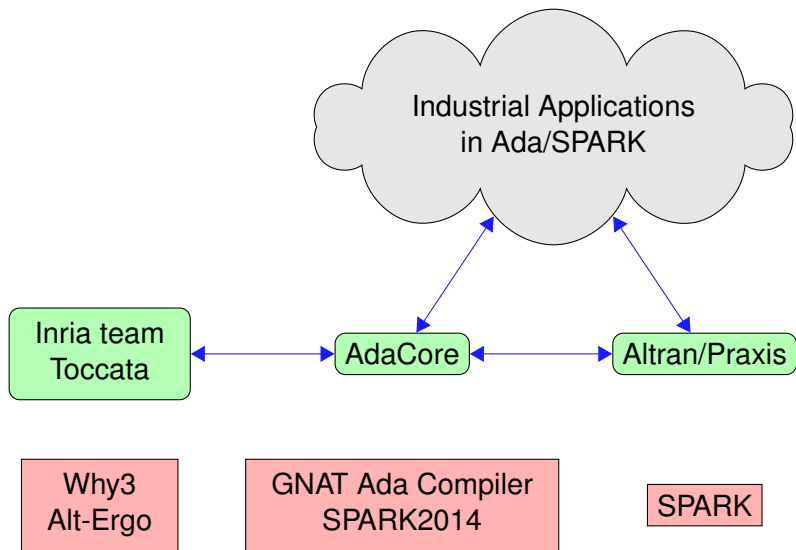 Industrial Applications
in Ada/SPARK
Inria team
Toccata
AdaCore
Altran/Praxis
Why3
Alt-Ergo
GNAT Ada Compiler
SPARK2014
SPARK